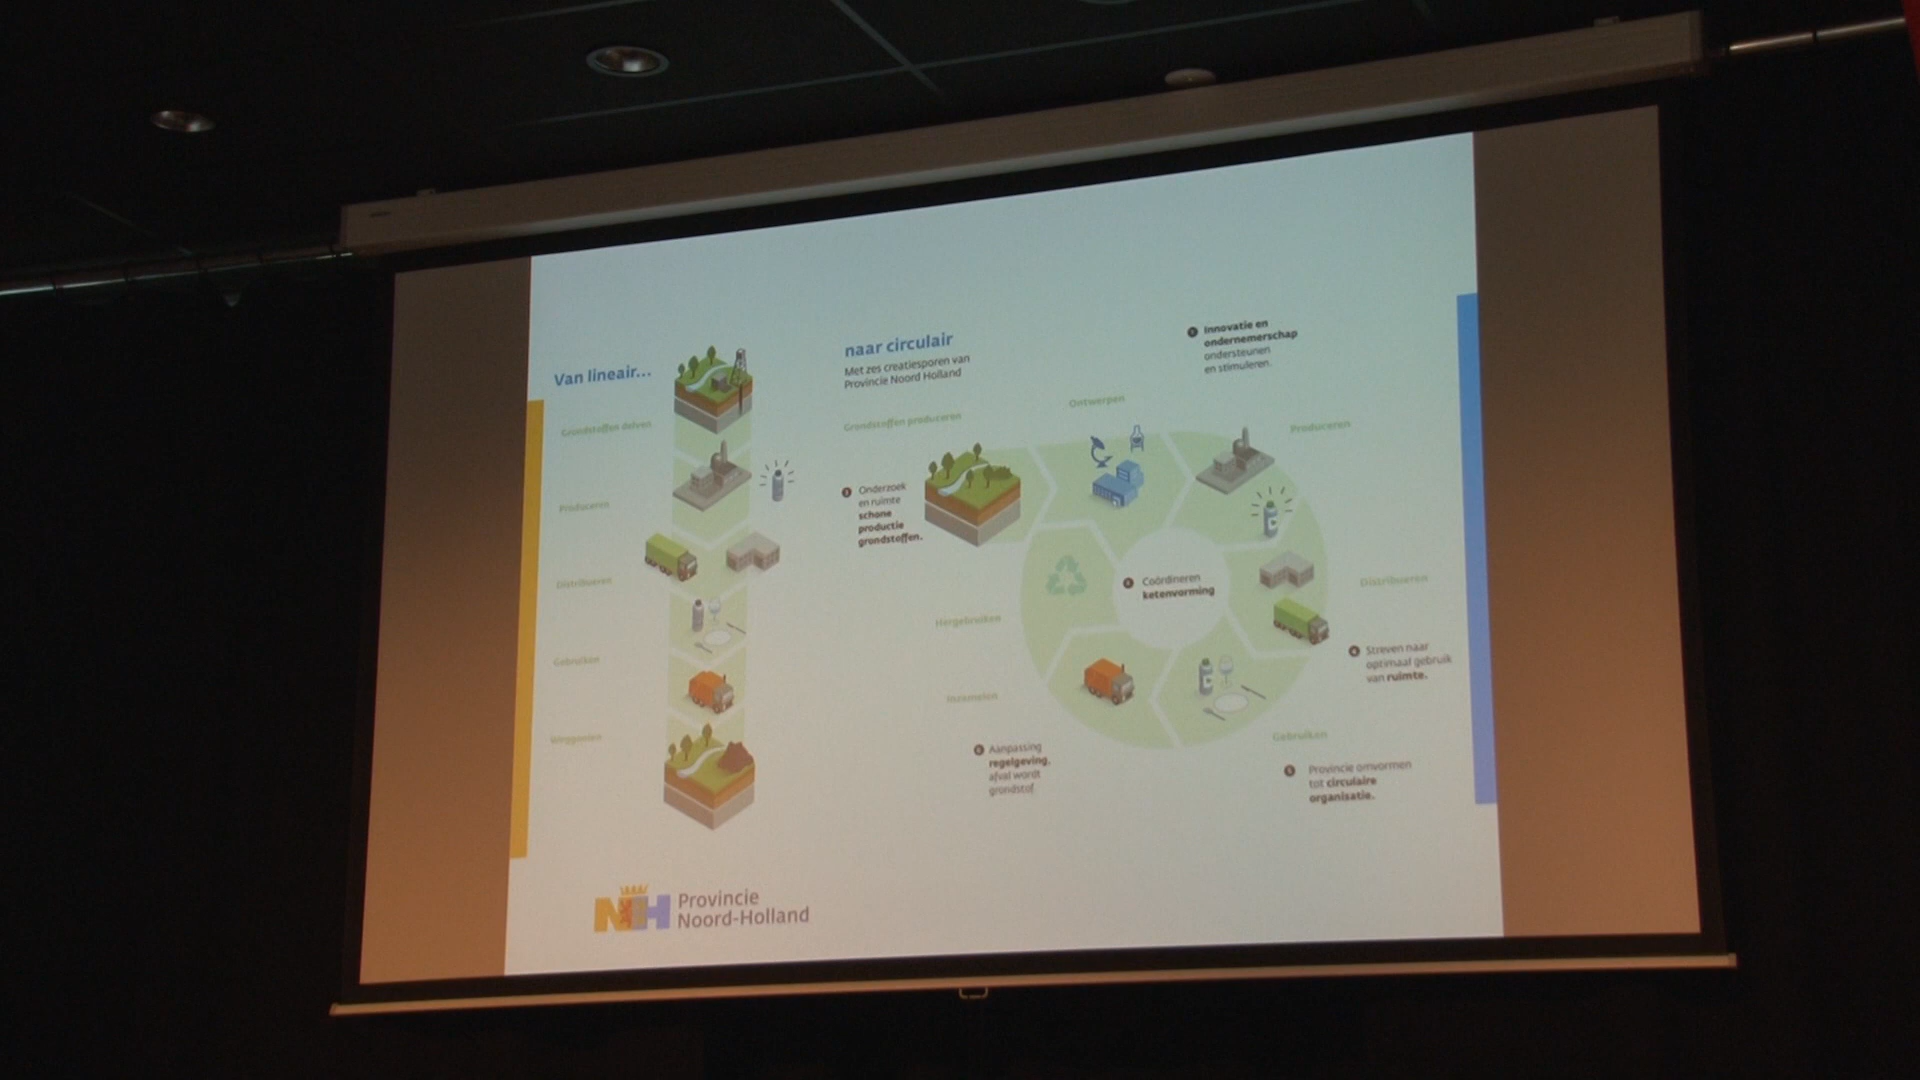 Van lineair...
Grondstoffen delven
Produceren
Distribueren
Gebruiken
Weggooien
naar circulair
Met zes creatiesporen van
Provincie Noord Holland
Grondstoffen produceren
Ontwerpen
Produceren
Distribueren
Gebruiken
Inzamelen
Hergebruiken
Innovatie en
ondernemerschap
ondersteunen
en stimuleren.
Onderzoek
en ruimte
schone
productie
grondstoffen.
Coördineren
ketenvorming
Streven naar
optimaal gebruik
van ruimte.
Aanpassing
regelgeving,
afval wordt
grondstof
Provincie omvormen
tot circulaire
organisatie.
NH Provincie
Noord-Holland